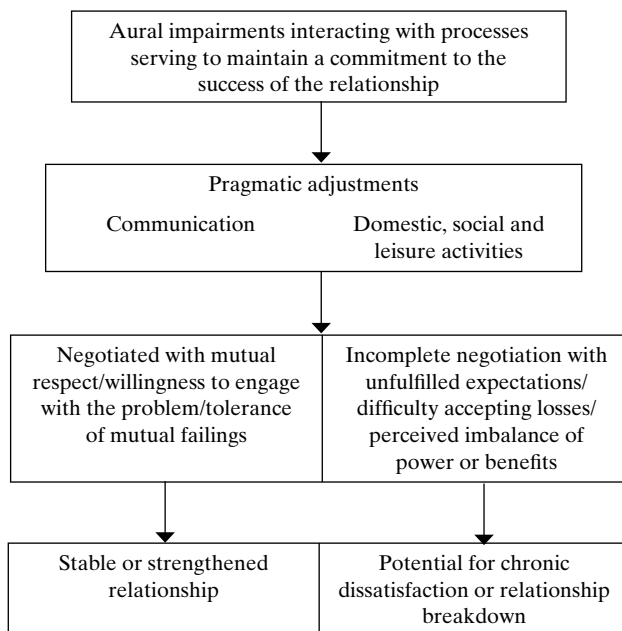 Aural impairments interacting with processes
serving to maintain a commitment to the
success of the relationship
Pragmatic adjustments
Communication
Domestic, social and
leisure activities
Negotiated with mutual
respect/willingness to engage
with the problem/tolerance
of mutual failings
Incomplete negotiation with
unfulfilled expectations/
difficulty accepting losses/
perceived imbalance of
power or benefits
Stable or strengthened
relationship
Potential for chronic
dissatisfaction or relationship
breakdown